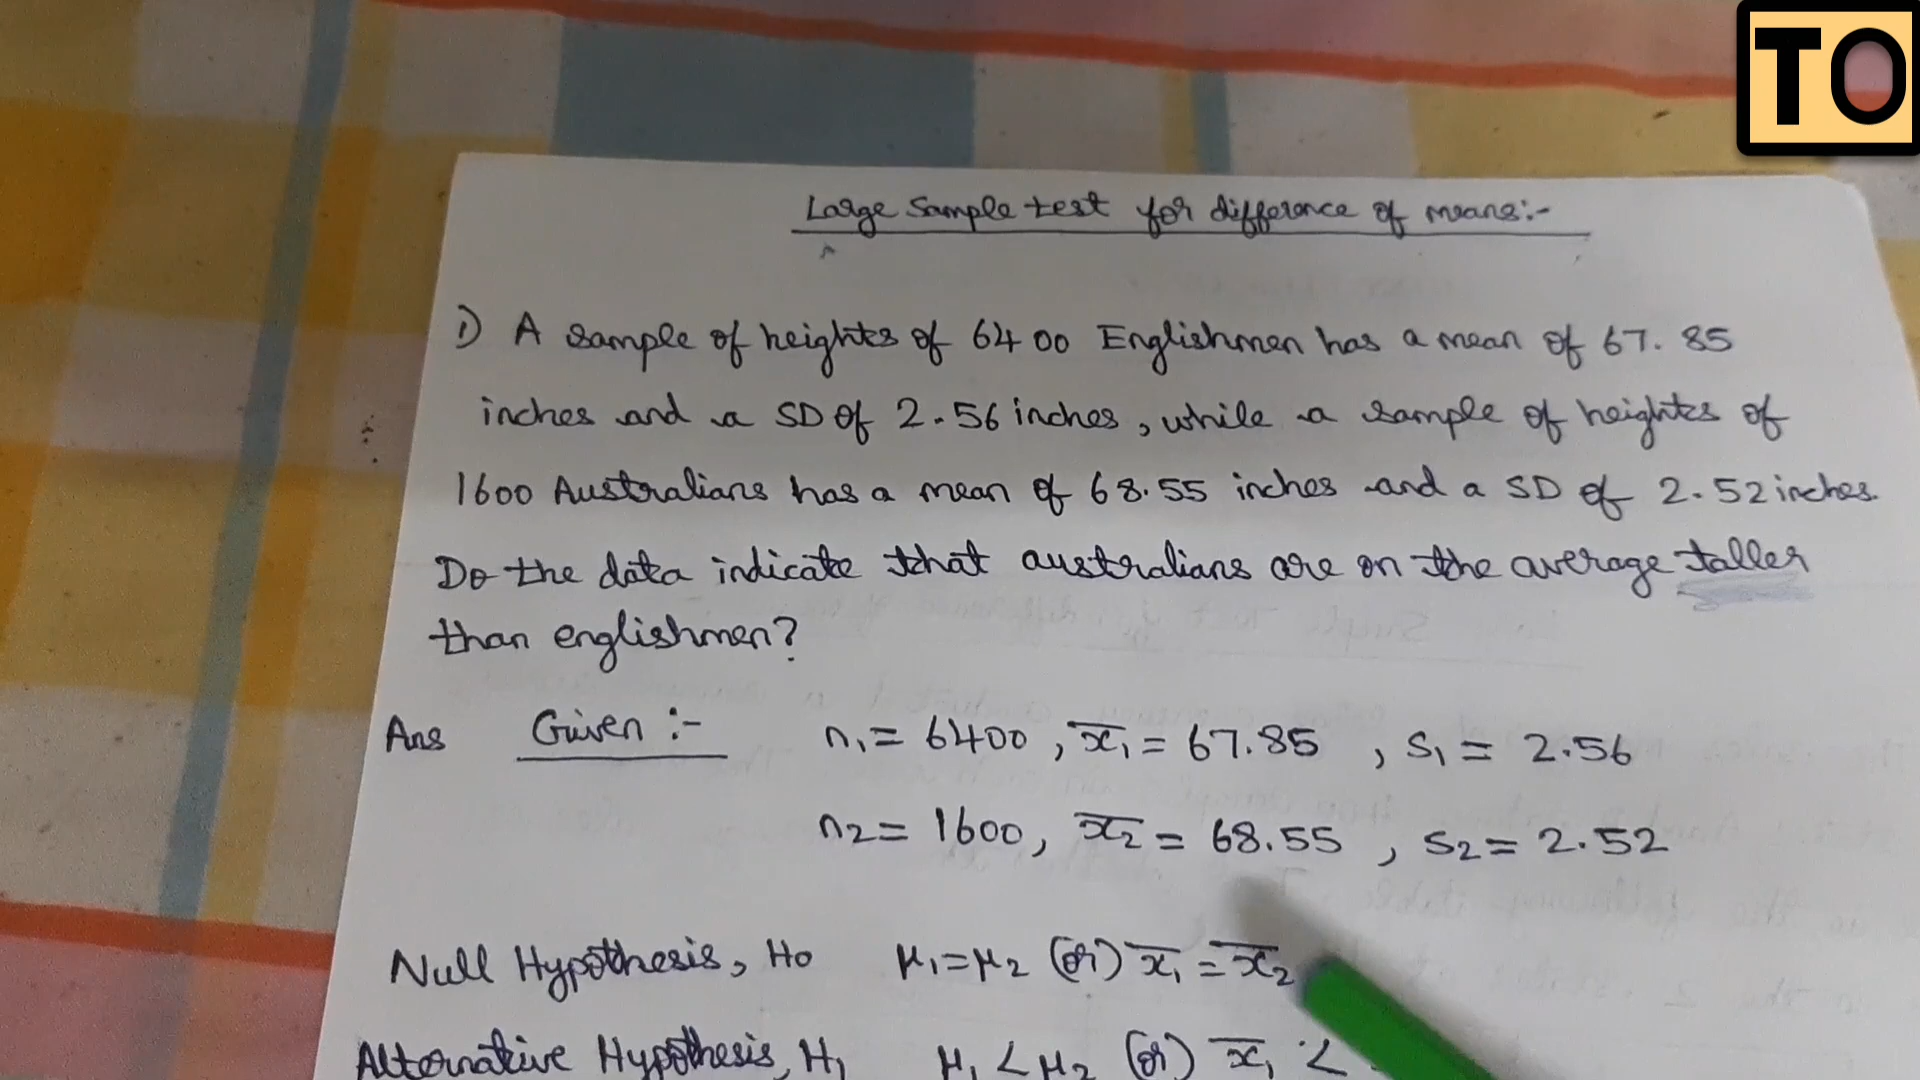 TO
Large Sample test for difference of means:-
1) A sample of heights of 6400 Englishmen has a mean of 67.85
inches and a SD of 2.56 inches, while a sample of heights of
1600 Australians has a mean of 68.55 inches and a SD of 2.52 inches.
Do the data indicate that australians are on the average taller
than englishmen?
Ans Given :- n₁ = 6400, x̄₁ = 67.85, S₁ = 2.56
n₂ = 1600, x̄₂ = 68.55, S₂ = 2.52
Null Hypothesis, H₀ μ₁ = μ₂ (or) x̄₁ = x̄₂
Alternative Hypothesis, H₁ μ₁ < μ₂ (or) x̄₁ <